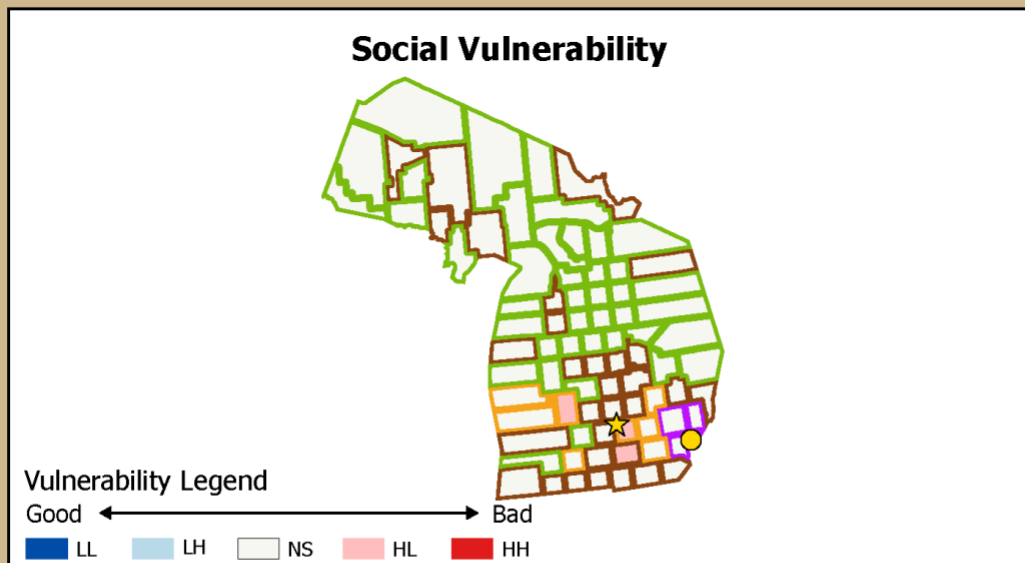 Social Vulnerability
Vulnerability Legend
Good Bad
LL LH NS HL HH